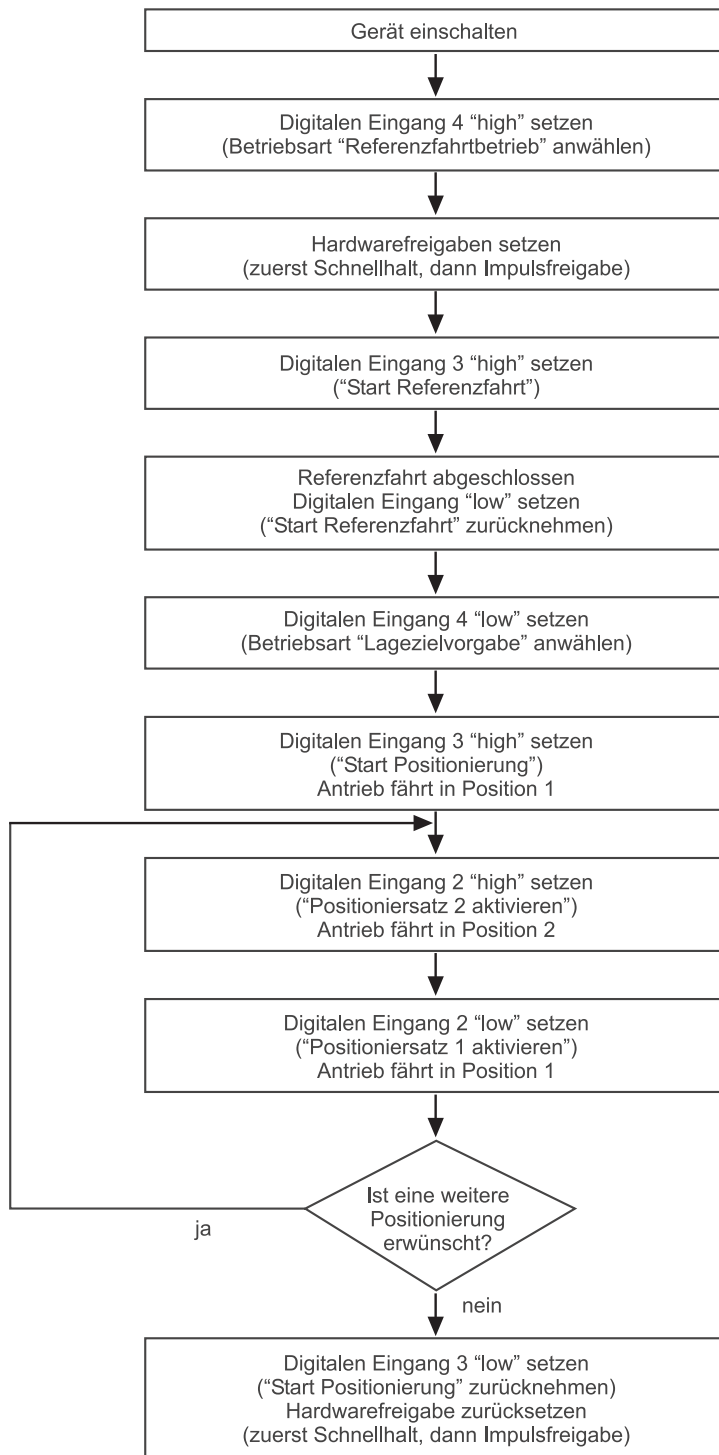 Gerät einschalten
Digitalen Eingang 4 “high” setzen
(Betriebsart “Referenzfahrtbetrieb” anwählen)
Hardwarefreigaben setzen
(zuerst Schnellhalt, dann Impulsfreigabe)
Digitalen Eingang 3 “high” setzen
(“Start Referenzfahrt”)
Referenzfahrt abgeschlossen
Digitalen Eingang “low” setzen
(“Start Referenzfahrt” zurücknehmen)
Digitalen Eingang 4 “low” setzen
(Betriebsart “Lagezielvorgabe” anwählen)
Digitalen Eingang 3 “high” setzen
(“Start Positionierung”)
Antrieb fährt in Position 1
Digitalen Eingang 2 “high” setzen
(“Positioniersatz 2 aktivieren”)
Antrieb fährt in Position 2
Digitalen Eingang 2 “low” setzen
(“Positioniersatz 1 aktivieren”)
Antrieb fährt in Position 1
Ist eine weitere
Positionierung
erwünscht?
ja
nein
Digitalen Eingang 3 “low” setzen
(“Start Positionierung” zurücknehmen)
Hardwarefreigabe zurücksetzen
(zuerst Schnellhalt, dann Impulsfreigabe)